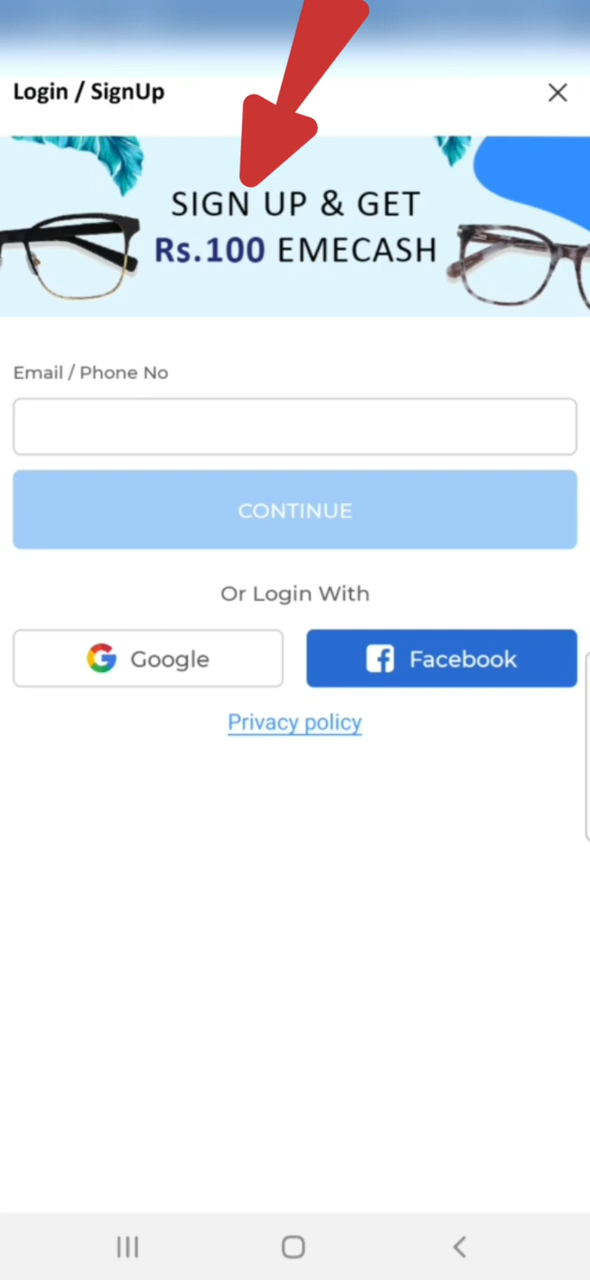 Login / SignUp
SIGN UP & GET
Rs.100 EMECASH
Email / Phone No
CONTINUE
Or Login With
Google
Facebook
Privacy policy